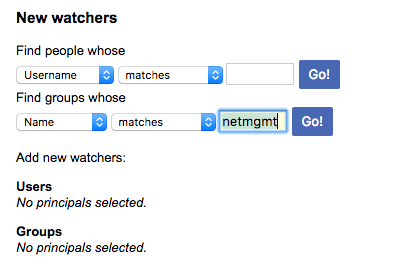 New watchers
Find people whose
Username matches Go!
Find groups whose
Name matches netmgmt Go!
Add new watchers:
Users
No principals selected.
Groups
No principals selected.